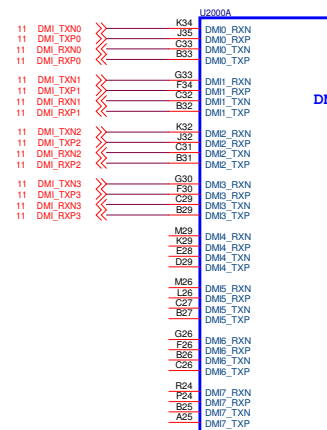 U2000A
11 DMI_TXN0 K34 DMI0_RXN
11 DMI_TXP0 J35 DMI0_RXP
11 DMI_RXN0 C33 DMI0_TXN
11 DMI_RXP0 B33 DMI0_TXP
11 DMI_TXN1 G33 DMI1_RXN
11 DMI_TXP1 F34 DMI1_RXP
11 DMI_RXN1 C32 DMI1_TXN
11 DMI_RXP1 B32 DMI1_TXP
11 DMI_TXN2 K32 DMI2_RXN
11 DMI_TXP2 J32 DMI2_RXP
11 DMI_RXN2 C31 DMI2_TXN
11 DMI_RXP2 B31 DMI2_TXP
11 DMI_TXN3 G30 DMI3_RXN
11 DMI_TXP3 F30 DMI3_RXP
11 DMI_RXN3 C29 DMI3_TXN
11 DMI_RXP3 B29 DMI3_TXP
M29 DMI4_RXN
K29 DMI4_RXP
E28 DMI4_TXN
D29 DMI4_TXP
M26 DMI5_RXN
L26 DMI5_RXP
C27 DMI5_TXN
B27 DMI5_TXP
G26 DMI6_RXN
F26 DMI6_RXP
B26 DMI6_TXN
C26 DMI6_TXP
R24 DMI7_RXN
P24 DMI7_RXP
B25 DMI7_TXN
A25 DMI7_TXP